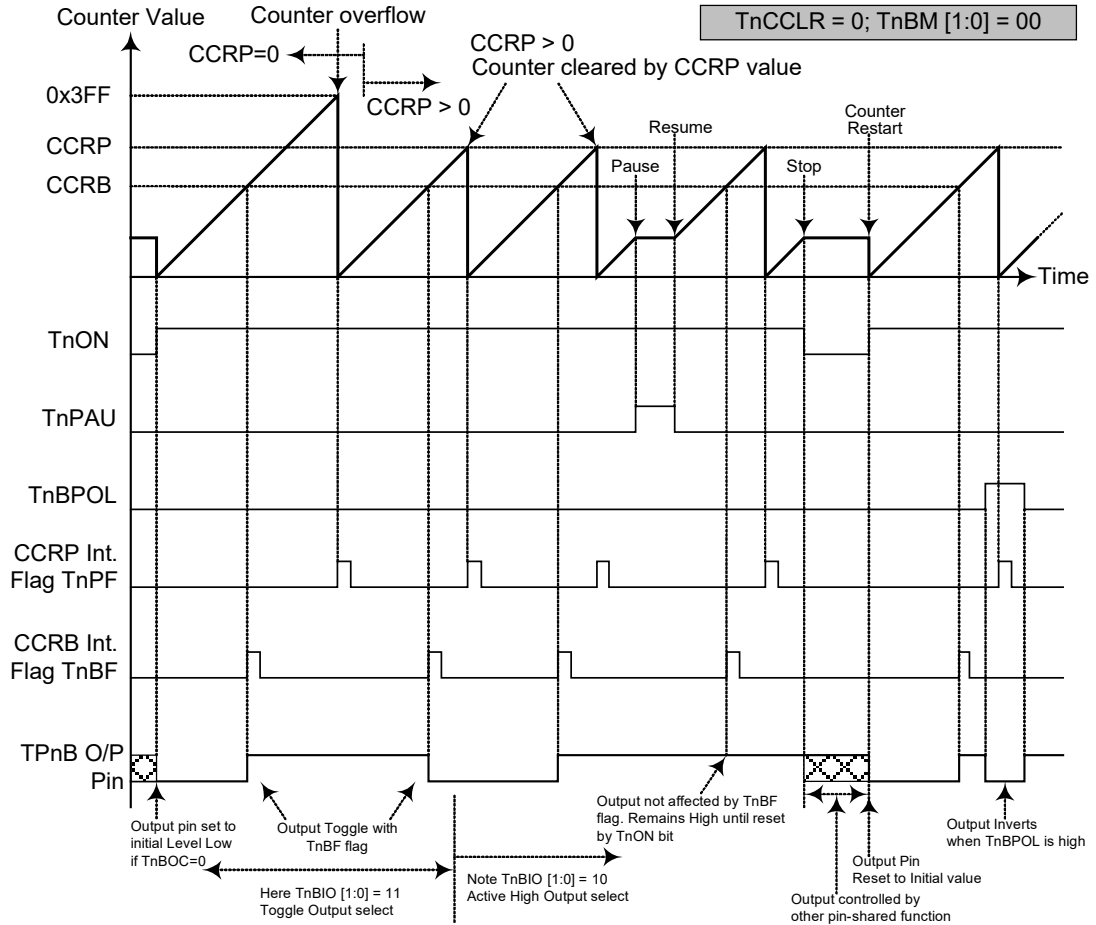 Counter Value
Counter overflow
TnCCLR = 0; TnBM [1:0] = 00
CCRP=0
CCRP > 0
CCRP > 0
Counter cleared by CCRP value
0x3FF
CCRP
CCRB
Pause
Resume
Stop
Counter
Restart
Time
TnON
TnPAU
TnBPOL
CCRP Int.
Flag TnPF
CCRB Int.
Flag TnBF
TPnB O/P
Pin
Output pin set to
initial Level Low
if TnBOC=0
Output Toggle with
TnBF flag
Here TnBIO [1:0] = 11
Toggle Output select
Note TnBIO [1:0] = 10
Active High Output select
Output not affected by TnBF
flag. Remains High until reset
by TnON bit
Output controlled by
other pin-shared function
Output Pin
Reset to Initial value
Output Inverts
when TnBPOL is high